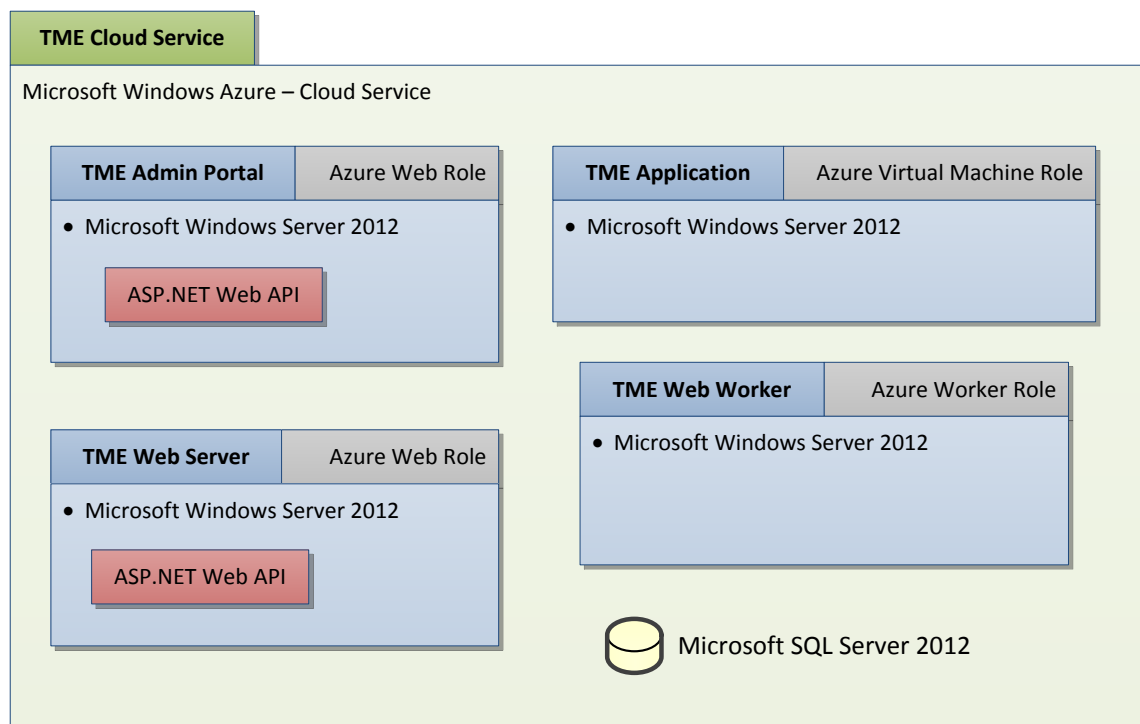 TME Cloud Service
Microsoft Windows Azure – Cloud Service
TME Admin Portal
Azure Web Role
• Microsoft Windows Server 2012
ASP.NET Web API
TME Application
Azure Virtual Machine Role
• Microsoft Windows Server 2012
TME Web Worker
Azure Worker Role
• Microsoft Windows Server 2012
TME Web Server
Azure Web Role
• Microsoft Windows Server 2012
ASP.NET Web API
Microsoft SQL Server 2012